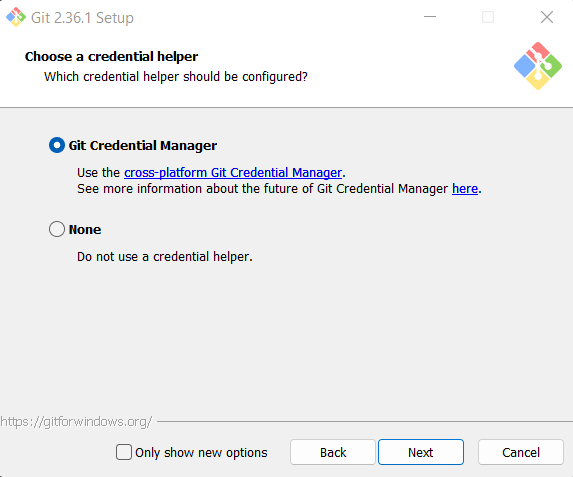 Git 2.36.1 Setup
Choose a credential helper
Which credential helper should be configured?
Git Credential Manager
Use the cross-platform Git Credential Manager.
See more information about the future of Git Credential Manager here.
None
Do not use a credential helper.
https://gitforwindows.org/
Only show new options Back Next Cancel